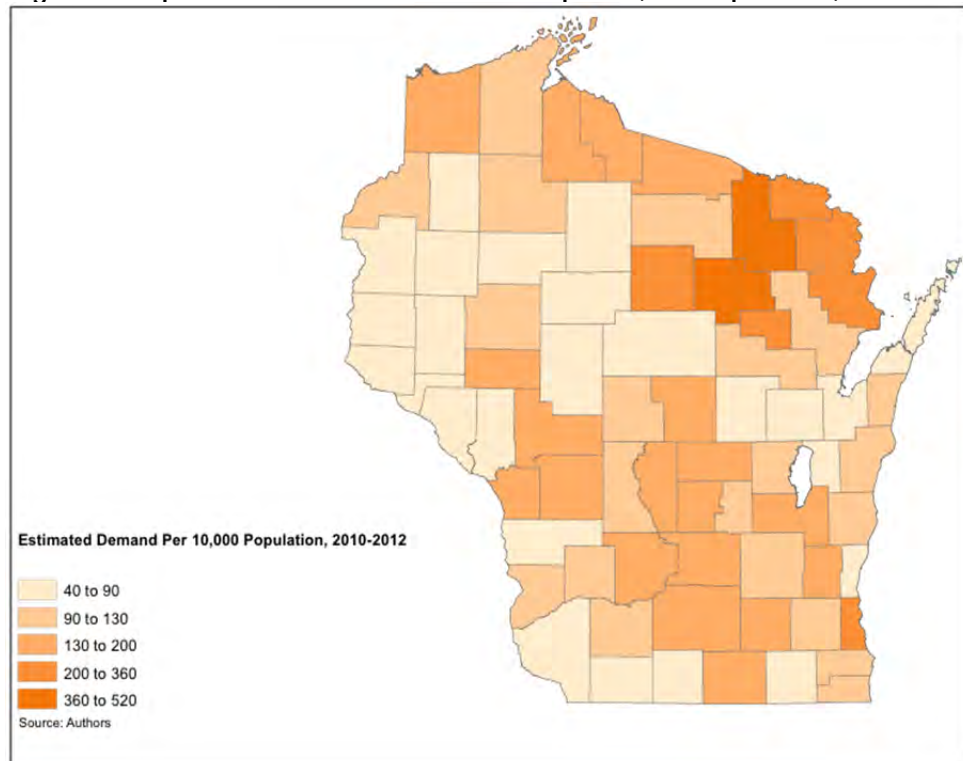 Estimated Demand Per 10,000 Population, 2010-2012
40 to 90
90 to 130
130 to 200
200 to 360
360 to 520
Source: Authors